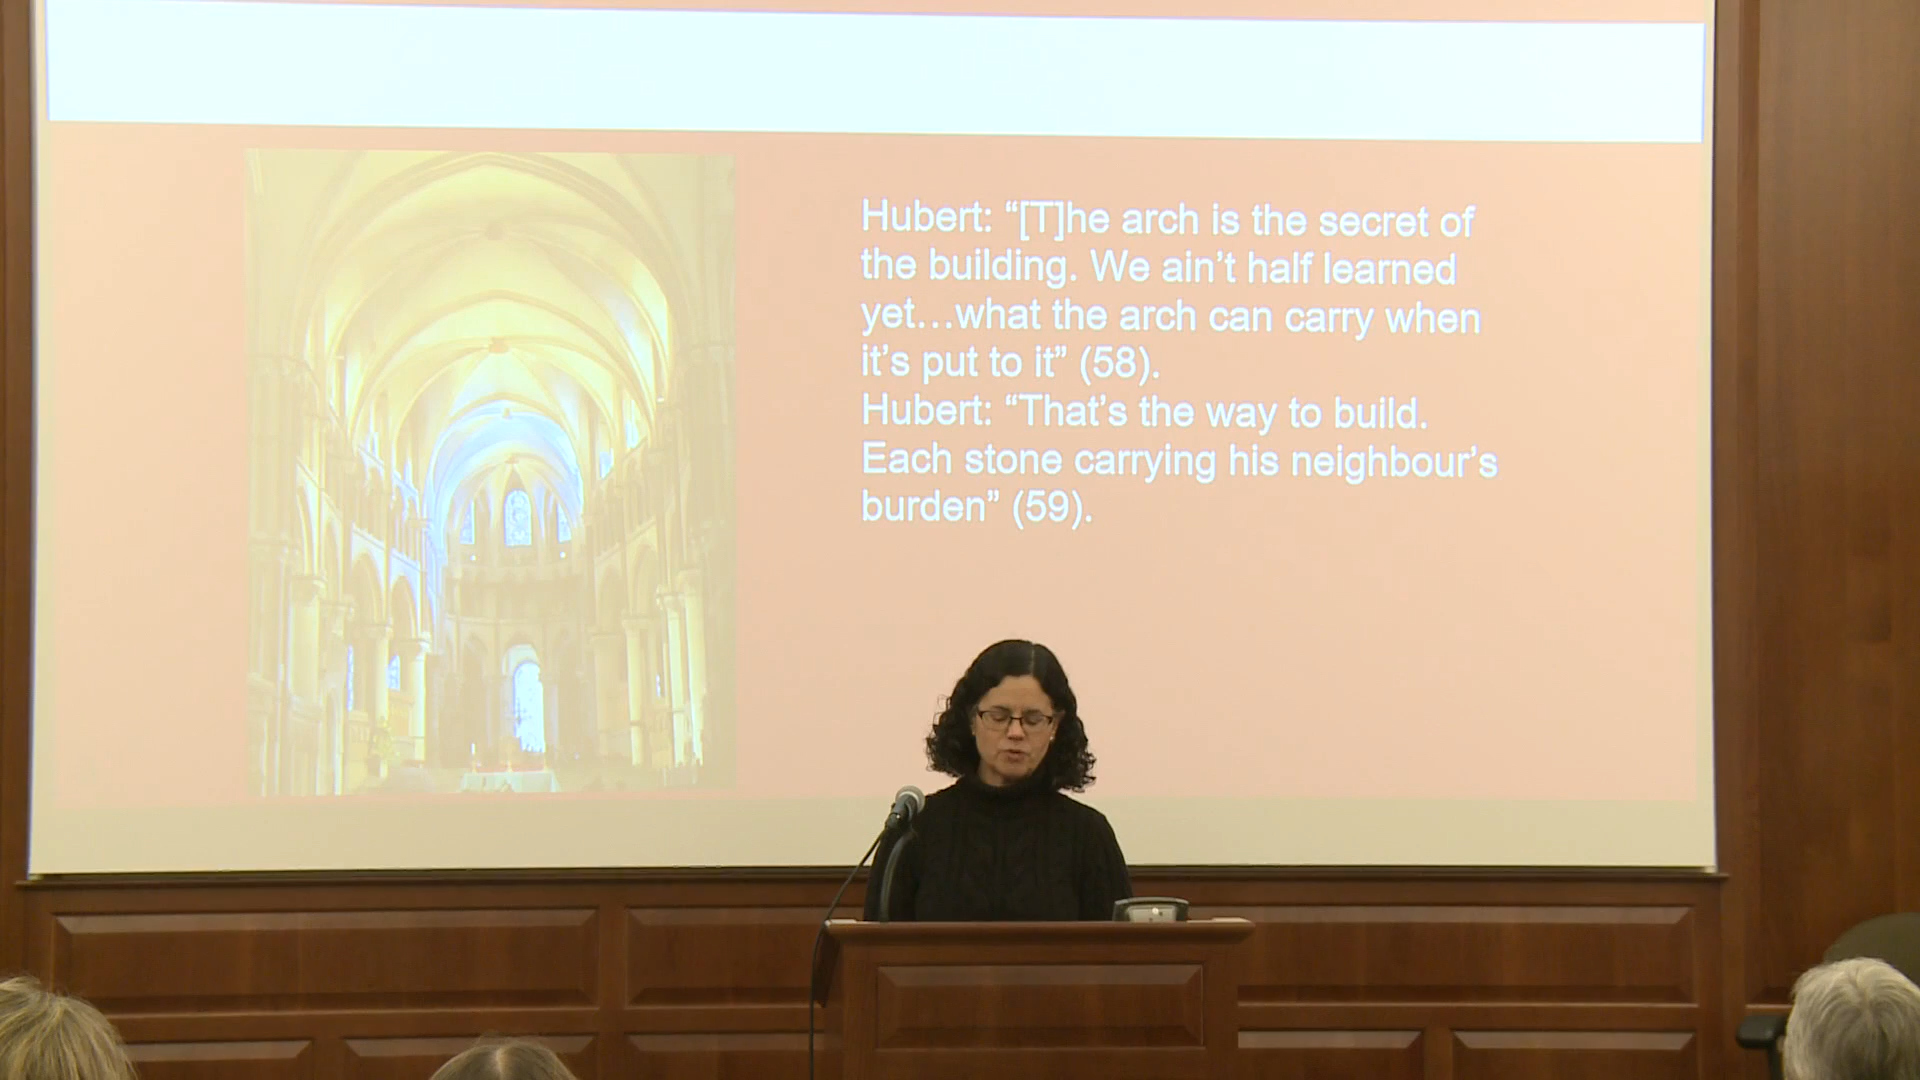 Hubert: “[T]he arch is the secret of
the building. We ain’t half learned
yet…what the arch can carry when
it’s put to it” (58).
Hubert: “That’s the way to build.
Each stone carrying his neighbour’s
burden” (59).